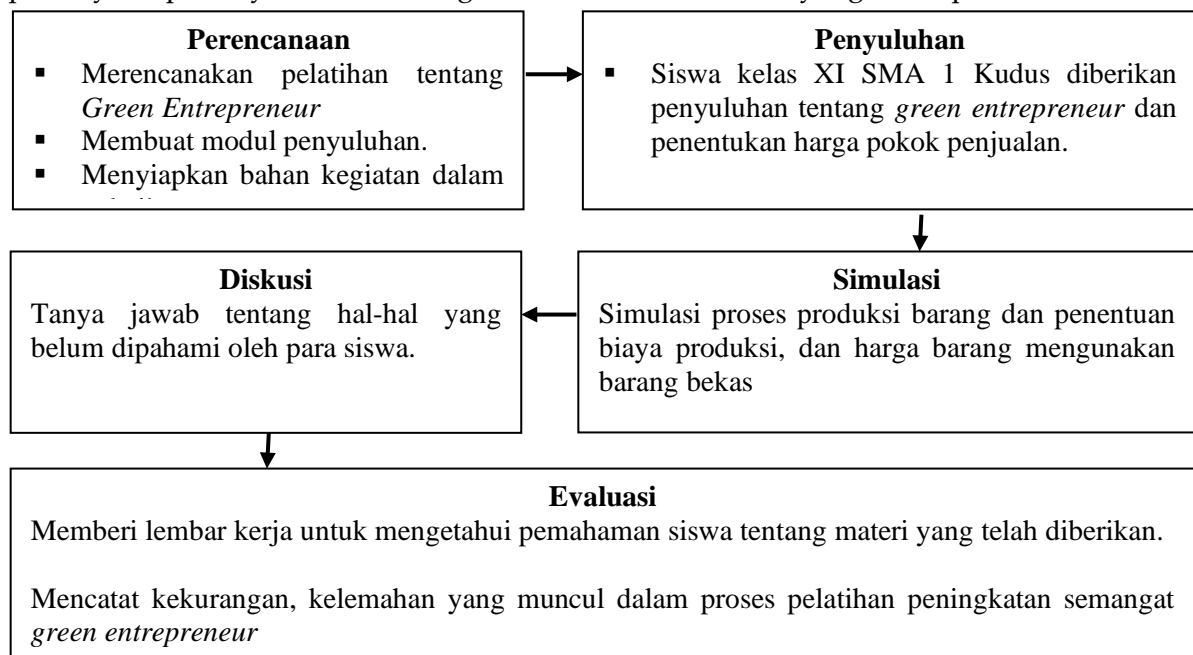 Perencanaan
▪ Merencanakan pelatihan tentang
Green Entrepreneur
▪ Membuat modul penyuluhan.
▪ Menyiapkan bahan kegiatan dalam
Penyuluhan
▪ Siswa kelas XI SMA 1 Kudus diberikan
penyuluhan tentang green entrepreneur dan
penentukan harga pokok penjualan.
Simulasi
Simulasi proses produksi barang dan penentuan
biaya produksi, dan harga barang mengunakan
barang bekas
Diskusi
Tanya jawab tentang hal-hal yang
belum dipahami oleh para siswa.
Evaluasi
Memberi lembar kerja untuk mengetahui pemahaman siswa tentang materi yang telah diberikan.
Mencatat kekurangan, kelemahan yang muncul dalam proses pelatihan peningkatan semangat
green entrepreneur